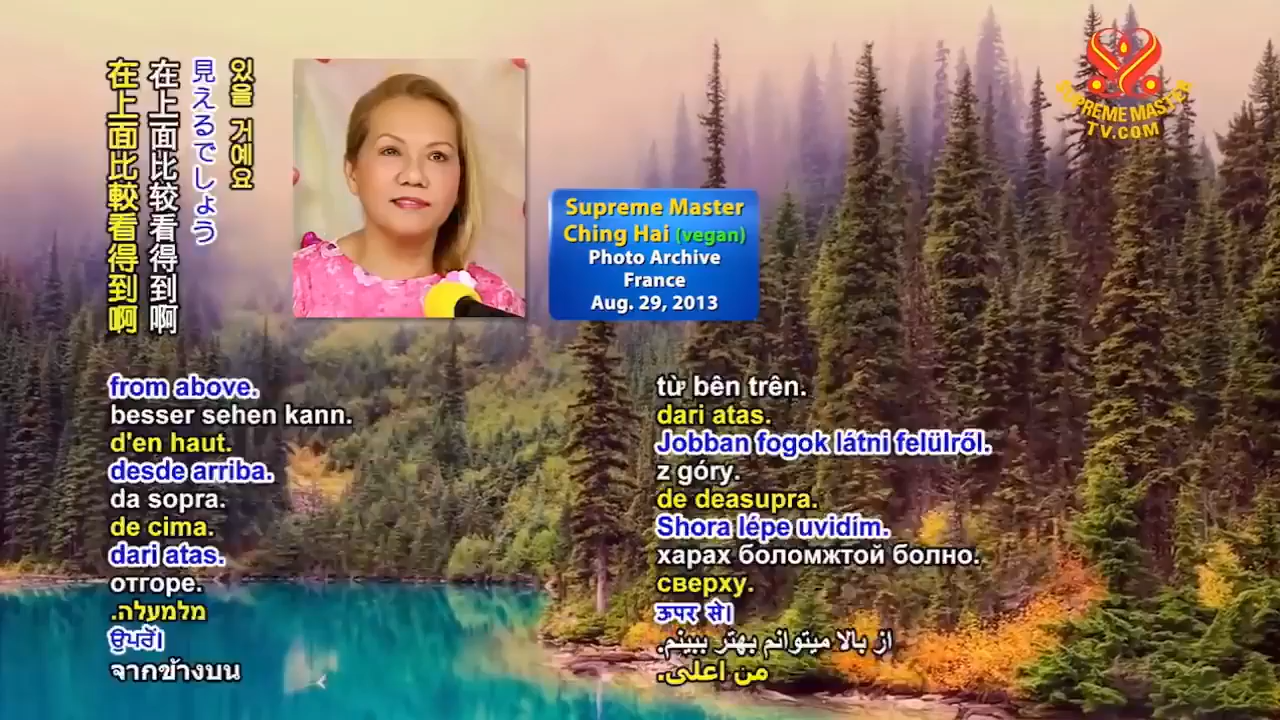 在上面比較看得到啊
在上面比较看得到啊
見えるでしょう
있을 거예요
Supreme Master
Ching Hai (vegan)
Photo Archive
France
Aug. 29, 2013
SUPREME MASTER
TV.COM
from above.
besser sehen kann.
d'en haut.
desde arriba.
da sopra.
de cima.
dari atas.
отгоре.
מלמעלה.
ਉਪਰੋਂ।
จากข้างบน
từ bên trên.
dari atas.
Jobban fogok látni felülről.
z góry.
de deasupra.
Shora lépe uvidím.
харах боломжтой болно.
сверху.
ऊपर से।
از بالا میتوانم بهتر ببینم.
من اعلى.